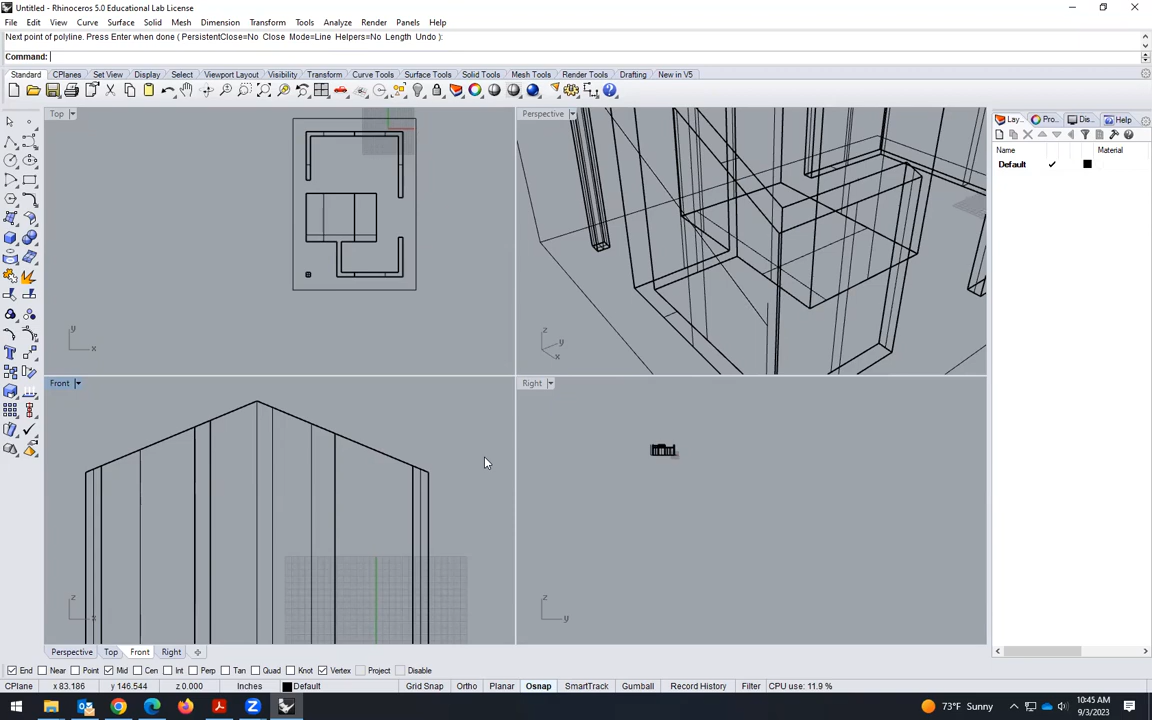 Untitled - Rhinoceros 5.0 Educational Lab License
File Edit View Curve Surface Solid Mesh Dimension Transform Tools Analyze Render Panels Help
Next point of polyline. Press Enter when done ( PersistentClose=No Close Mode=Line Helpers=No Length Undo ):
Command:
Standard CPlanes Set View Display Select Viewport Layout Visibility Transform Curve Tools Surface Tools Solid Tools Mesh Tools Render Tools Drafting New in V5
Top
Perspective
Lay... Pro... Dis... Help
Name Material
Default
y
x
z
y
x
Front
Right
z
x
z
y
Perspective Top Front Right
End Near Point Mid Cen Int Perp Tan Quad Knot Vertex Project Disable
CPlane x 83.186 y 146.544 z 0.000 Inches Default Grid Snap Ortho Planar Osnap SmartTrack Gumball Record History Filter CPU use: 11.9 %
73°F Sunny
10:45 AM
9/3/2023